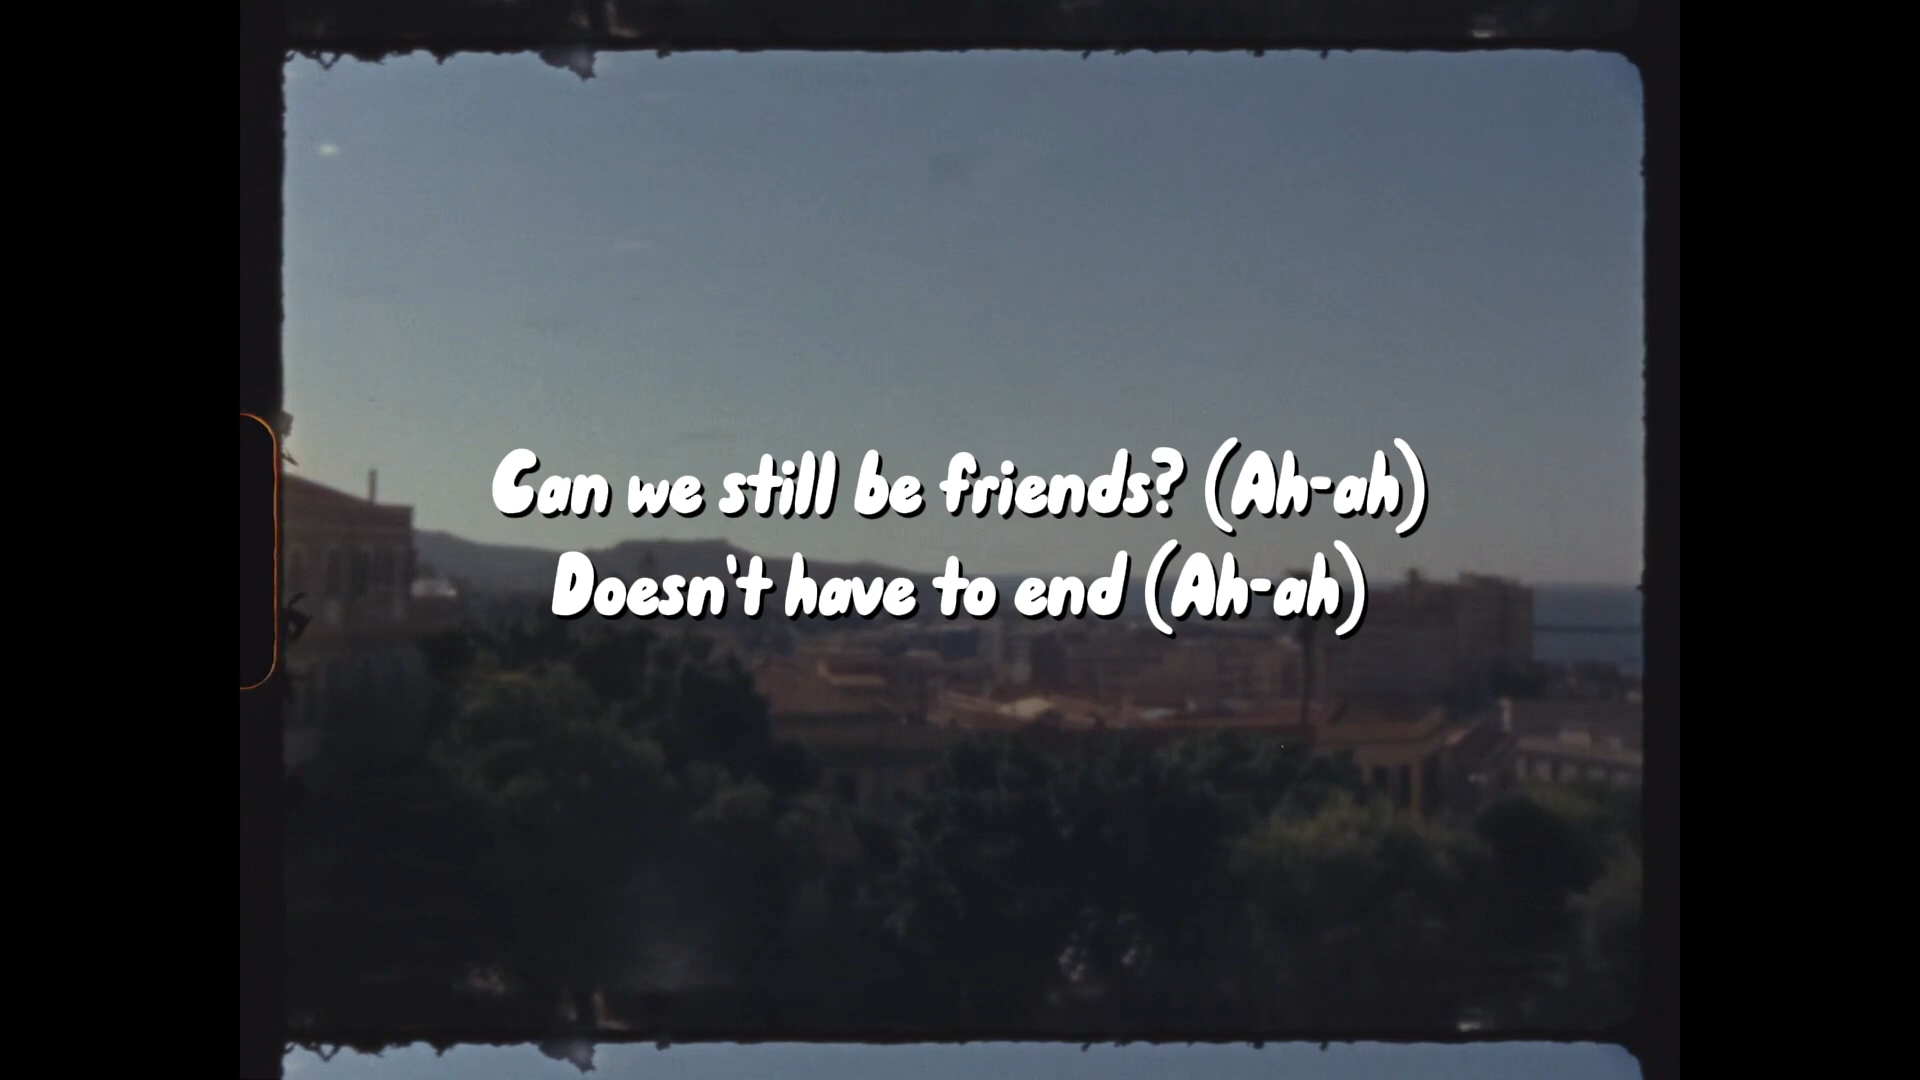 Can we still be friends? (Ah-ah)
Doesn't have to end (Ah-ah)